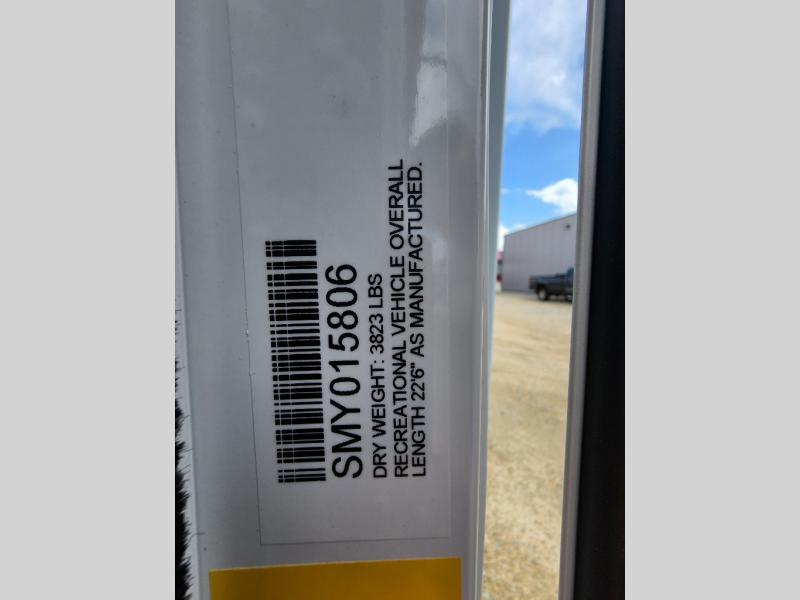 SMY015806
DRY WEIGHT: 3823 LBS
RECREATIONAL VEHICLE OVERALL
LENGTH 22'6" AS MANUFACTURED.